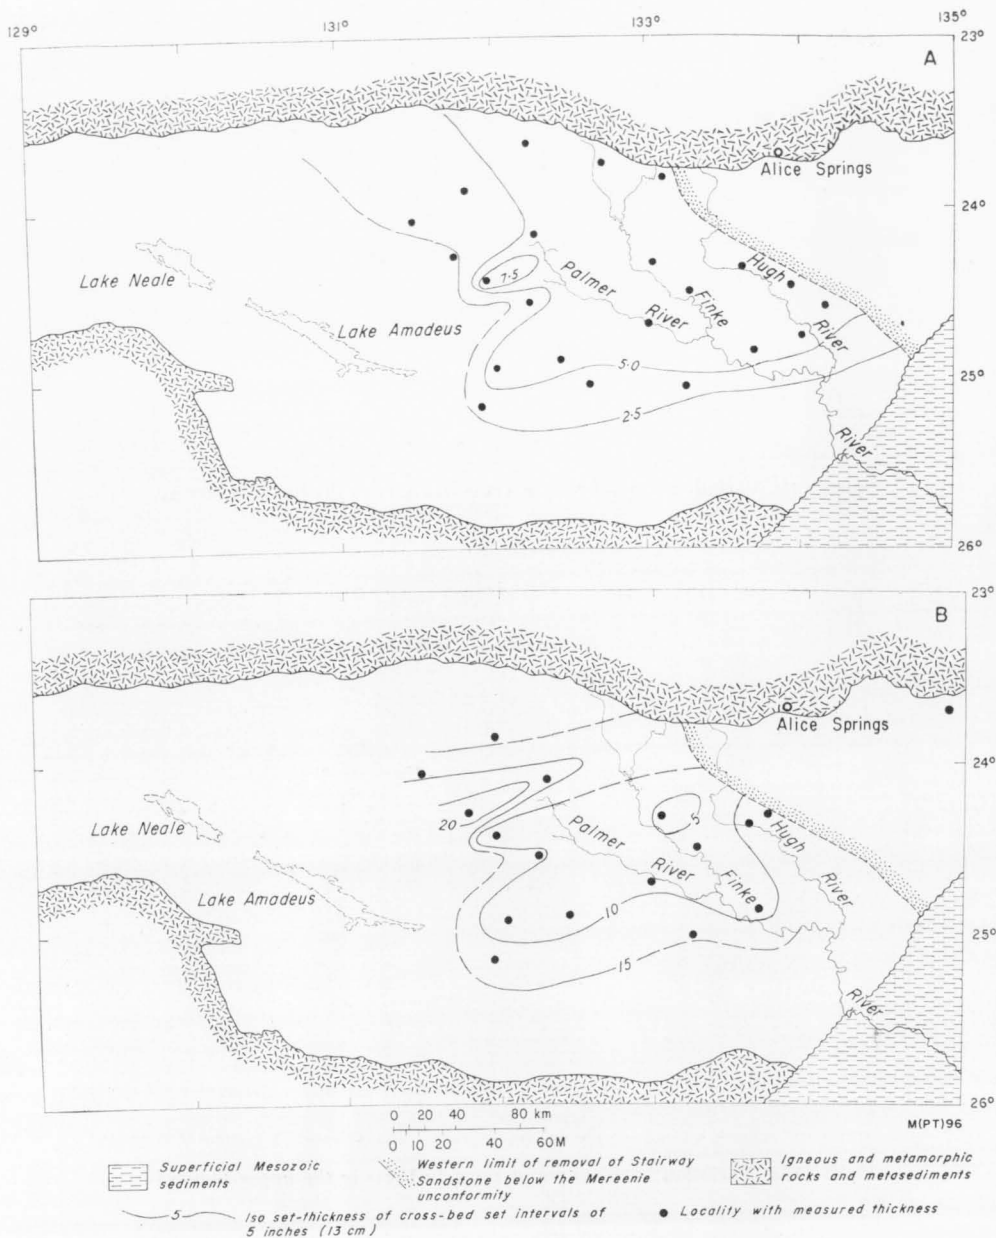 129°
131°
133°
135°
23°
A
Alice Springs
24°
Lake Neale
7·5
Palmer
River
Finke
Hugh
River
Lake Amadeus
5·0
2·5
25°
River
26°
23°
B
Alice Springs
24°
Lake Neale
20
5
Palmer
River
Hugh
River
Finke
Lake Amadeus
10
15
25°
River
26°
0 20 40 80 km
0 10 20 40 60M
M(PT)96
Superficial Mesozoic
sediments
Western limit of removal of Stairway
Sandstone below the Mereenie
unconformity
Igneous and metamorphic
rocks and metasediments
5
Iso set-thickness of cross-bed set intervals of
5 inches (13 cm)
Locality with measured thickness